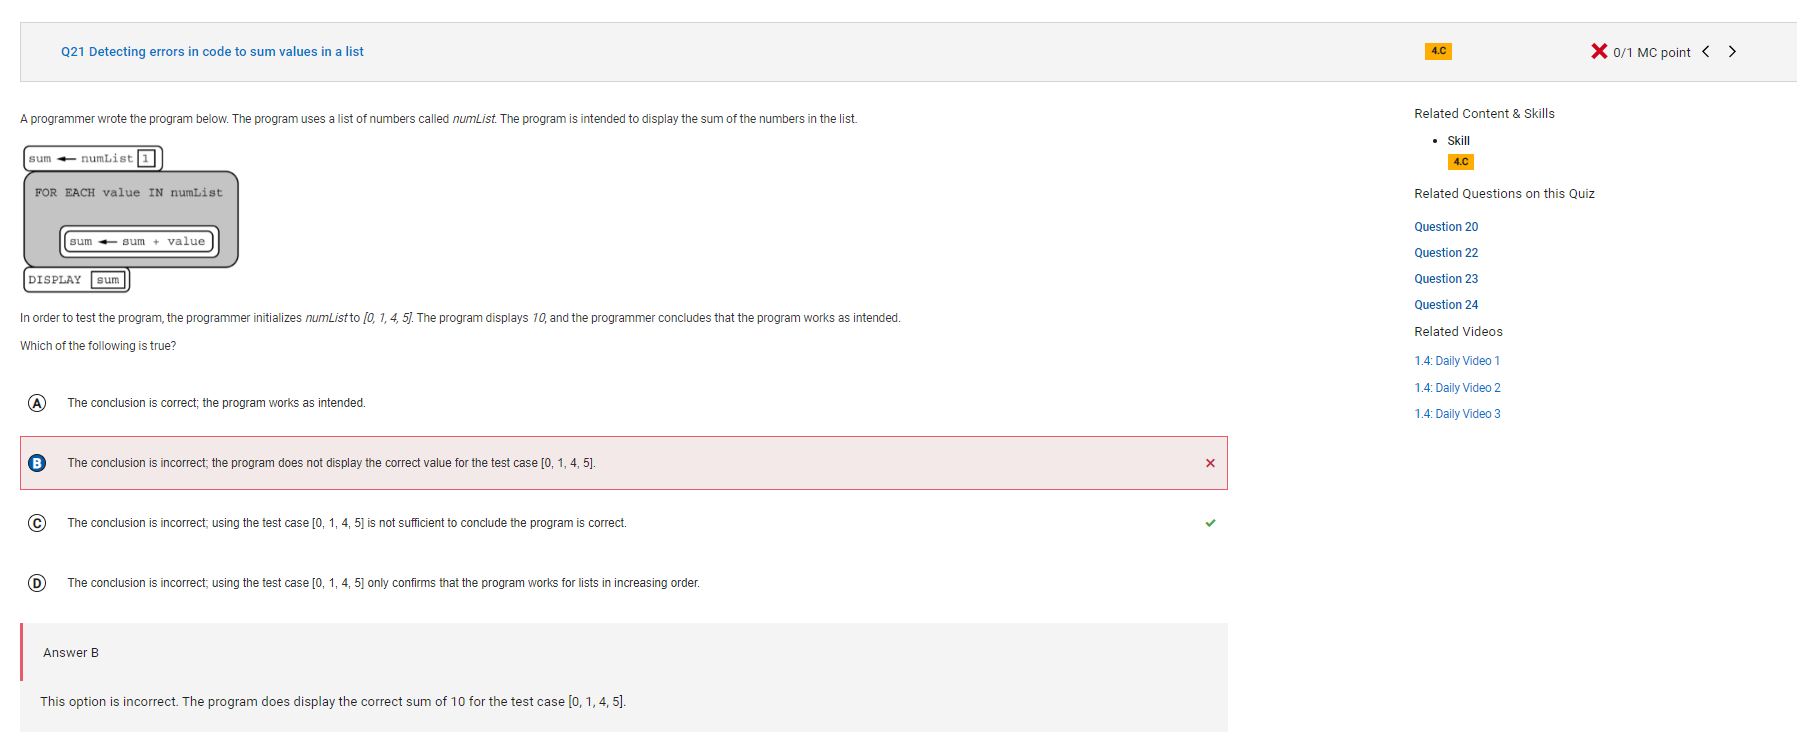 Q21 Detecting errors in code to sum values in a list
4.C
0/1 MC point
A programmer wrote the program below. The program uses a list of numbers called numList. The program is intended to display the sum of the numbers in the list.
sum ← numList 1
FOR EACH value IN numList
sum ← sum + value
DISPLAY sum
In order to test the program, the programmer initializes numList to [0, 1, 4, 5]. The program displays 10, and the programmer concludes that the program works as intended.
Which of the following is true?
A The conclusion is correct; the program works as intended.
B The conclusion is incorrect; the program does not display the correct value for the test case [0, 1, 4, 5].
C The conclusion is incorrect; using the test case [0, 1, 4, 5] is not sufficient to conclude the program is correct.
D The conclusion is incorrect; using the test case [0, 1, 4, 5] only confirms that the program works for lists in increasing order.
Answer B
This option is incorrect. The program does display the correct sum of 10 for the test case [0, 1, 4, 5].
Related Content & Skills
• Skill
4.C
Related Questions on this Quiz
Question 20
Question 22
Question 23
Question 24
Related Videos
1.4: Daily Video 1
1.4: Daily Video 2
1.4: Daily Video 3